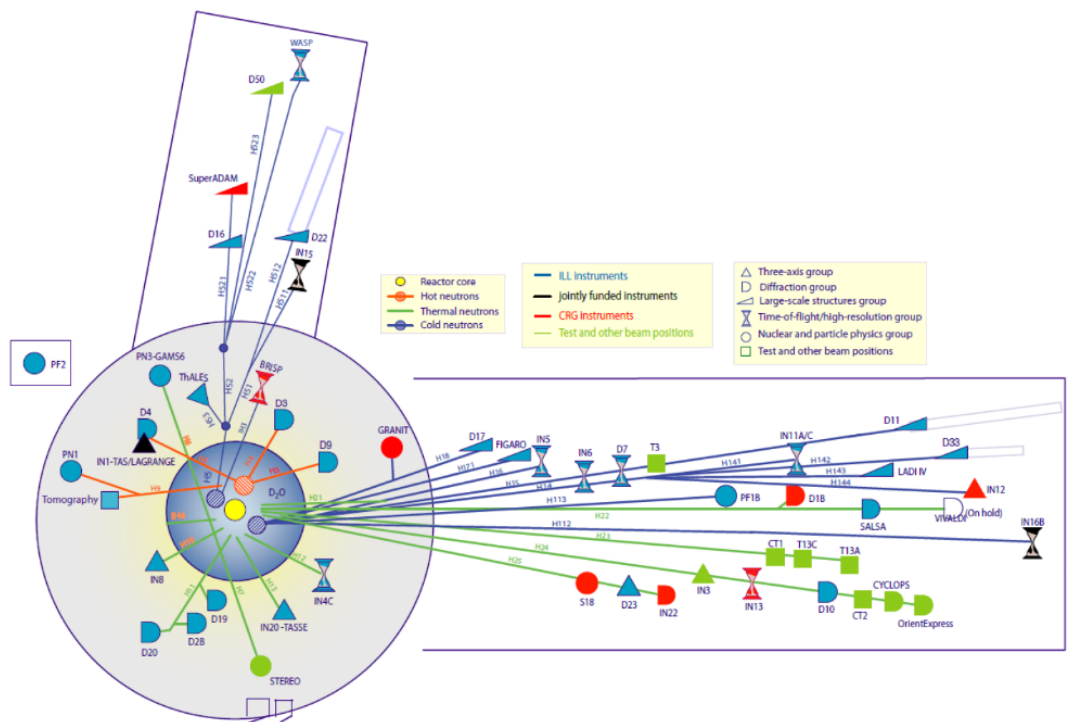 WASP
D50
H523
SuperADAM
D16
D22
IN15
H521
H522
H512
H511
Reactor core
Hot neutrons
Thermal neutrons
Cold neutrons
ILL instruments
Jointly funded instruments
CRG instruments
Test and other beam positions
Three-axis group
Diffraction group
Large-scale structures group
Time-of-flight/high-resolution group
Nuclear and particle physics group
Test and other beam positions
PF2
PN3-GAMS6
ThALES
H52
H51
BRISP
H53
H3
D4
H8
D3
IN1-TAS/LAGRANGE
D9
PN1
H9
H5
Tomography
D2O
GRANIT
H18
D17
H171
FIGARO
H16
IN5
H15
IN6
H14
D7
T3
H141
IN11A/C
H142
D11
D33
H143
LADI IV
H144
IN12
H113
PF1B
D1B
H21
H22
SALSA
VIVALDI
(On hold)
H112
IN16B
H23
CT1
T13C
T13A
H24
H25
S18
D23
IN22
IN3
IN13
D10
CT2
CYCLOPS
OrientExpress
IN8
H11
D19
D20
D2B
H7
H13
H12
IN4C
IN20-TASSE
STEREO